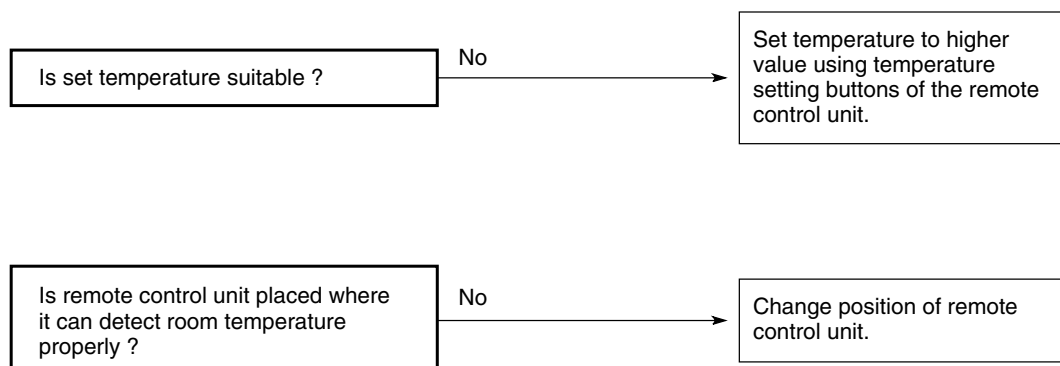 Is set temperature suitable ?
No
Set temperature to higher
value using temperature
setting buttons of the remote
control unit.
Is remote control unit placed where
it can detect room temperature
properly ?
No
Change position of remote
control unit.